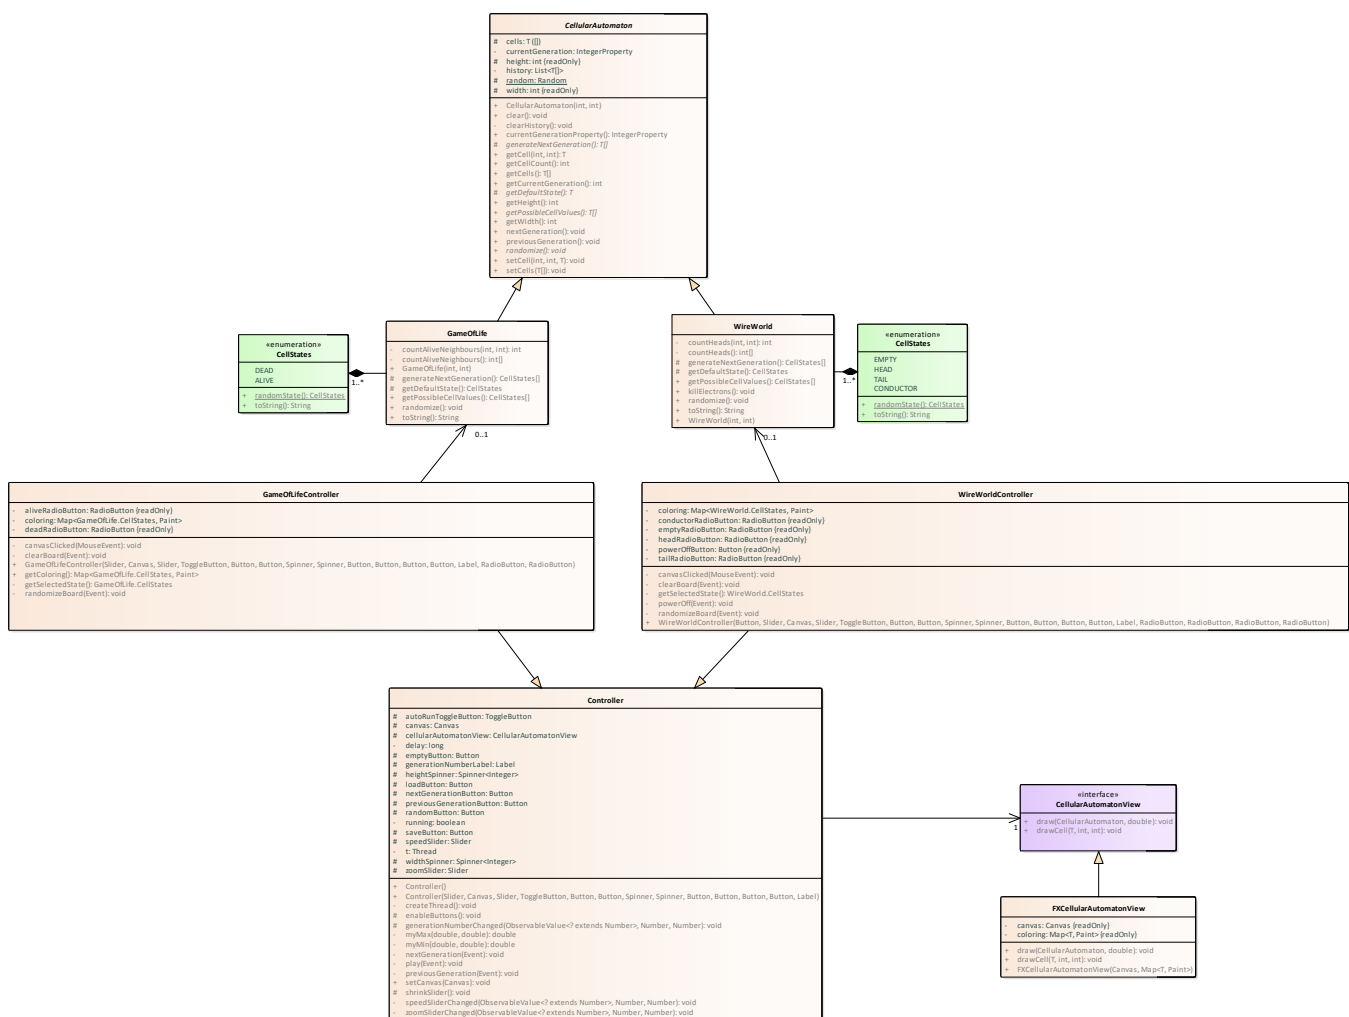 CellularAutomaton
# cells: T ([])
- currentGeneration: IntegerProperty
# height: int {readOnly}
- history: List<T[]>
# random: Random
# width: int {readOnly}
+ CellularAutomaton(int, int)
+ clear(): void
- clearHistory(): void
+ currentGenerationProperty(): IntegerProperty
# generateNextGeneration(): T[]
+ getCell(int, int): T
+ getCellCount(): int
+ getCells(): T[]
+ getCurrentGeneration(): int
# getDefaultState(): T
+ getHeight(): int
+ getPossibleCellValues(): T[]
+ getWidth(): int
+ nextGeneration(): void
+ previousGeneration(): void
+ randomize(): void
+ setCell(int, int, T): void
+ setCells(T[]): void
«enumeration»
CellStates
DEAD
ALIVE
+ randomState(): CellStates
+ toString(): String
1..*
GameOfLife
- countAliveNeighbours(int, int): int
- countAliveNeighbours(): int[]
+ GameOfLife(int, int)
# generateNextGeneration(): CellStates[]
# getDefaultState(): CellStates
+ getPossibleCellValues(): CellStates[]
+ randomize(): void
+ toString(): String
0..1
WireWorld
- countHeads(int, int): int
- countHeads(): int[]
# generateNextGeneration(): CellStates[]
# getDefaultState(): CellStates
+ getPossibleCellValues(): CellStates[]
+ killElectrons(): void
+ randomize(): void
+ toString(): String
+ WireWorld(int, int)
0..1
1..*
«enumeration»
CellStates
EMPTY
HEAD
TAIL
CONDUCTOR
+ randomState(): CellStates
+ toString(): String
GameOfLifeController
- aliveRadioButton: RadioButton {readOnly}
- coloring: Map<GameOfLife.CellStates, Paint>
- deadRadioButton: RadioButton {readOnly}
- canvasClicked(MouseEvent): void
- clearBoard(Event): void
+ GameOfLifeController(Slider, Canvas, Slider, ToggleButton, Button, Button, Spinner, Spinner, Button, Button, Button, Button, Label, RadioButton, RadioButton)
+ getColoring(): Map<GameOfLife.CellStates, Paint>
- getSelectedState(): GameOfLife.CellStates
- randomizeBoard(Event): void
WireWorldController
- coloring: Map<WireWorld.CellStates, Paint>
- conductorRadioButton: RadioButton {readOnly}
- emptyRadioButton: RadioButton {readOnly}
- headRadioButton: RadioButton {readOnly}
- powerOffButton: Button {readOnly}
- tailRadioButton: RadioButton {readOnly}
- canvasClicked(MouseEvent): void
- clearBoard(Event): void
- getSelectedState(): WireWorld.CellStates
- powerOff(Event): void
- randomizeBoard(Event): void
+ WireWorldController(Button, Slider, Canvas, Slider, ToggleButton, Button, Button, Spinner, Spinner, Button, Button, Button, Button, Label, RadioButton, RadioButton, RadioButton, RadioButton)
Controller
# autoRunToggleButton: ToggleButton
# canvas: Canvas
# cellularAutomatonView: CellularAutomatonView
- delay: long
# emptyButton: Button
# generationNumberLabel: Label
# heightSpinner: Spinner<Integer>
# loadButton: Button
# nextGenerationButton: Button
# previousGenerationButton: Button
# randomButton: Button
- running: boolean
# saveButton: Button
# speedSlider: Slider
- t: Thread
# widthSpinner: Spinner<Integer>
# zoomSlider: Slider
+ Controller()
+ Controller(Slider, Canvas, Slider, ToggleButton, Button, Button, Spinner, Spinner, Button, Button, Button, Button, Label)
- createThread(): void
# enableButtons(): void
# generationNumberChanged(ObservableValue<? extends Number>, Number, Number): void
- myMax(double, double): double
- myMin(double, double): double
- nextGeneration(Event): void
- play(Event): void
- previousGeneration(Event): void
+ setCanvas(Canvas): void
# shrinkSlider(): void
- speedSliderChanged(ObservableValue<? extends Number>, Number, Number): void
- zoomSliderChanged(ObservableValue<? extends Number>, Number, Number): void
1
«interface»
CellularAutomatonView
+ draw(CellularAutomaton, double): void
+ drawCell(T, int, int): void
FXCellularAutomatonView
- canvas: Canvas {readOnly}
- coloring: Map<T, Paint> {readOnly}
+ draw(CellularAutomaton, double): void
+ drawCell(T, int, int): void
+ FXCellularAutomatonView(Canvas, Map<T, Paint>)